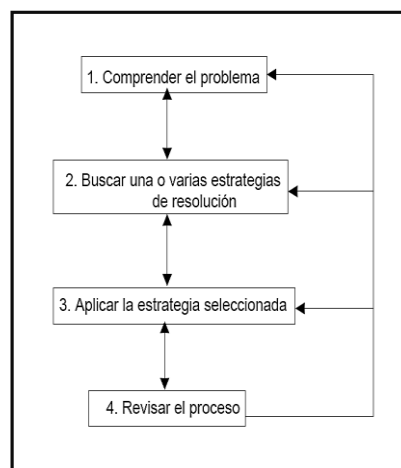 1. Comprender el problema
2. Buscar una o varias estrategias
de resolución
3. Aplicar la estrategia seleccionada
4. Revisar el proceso